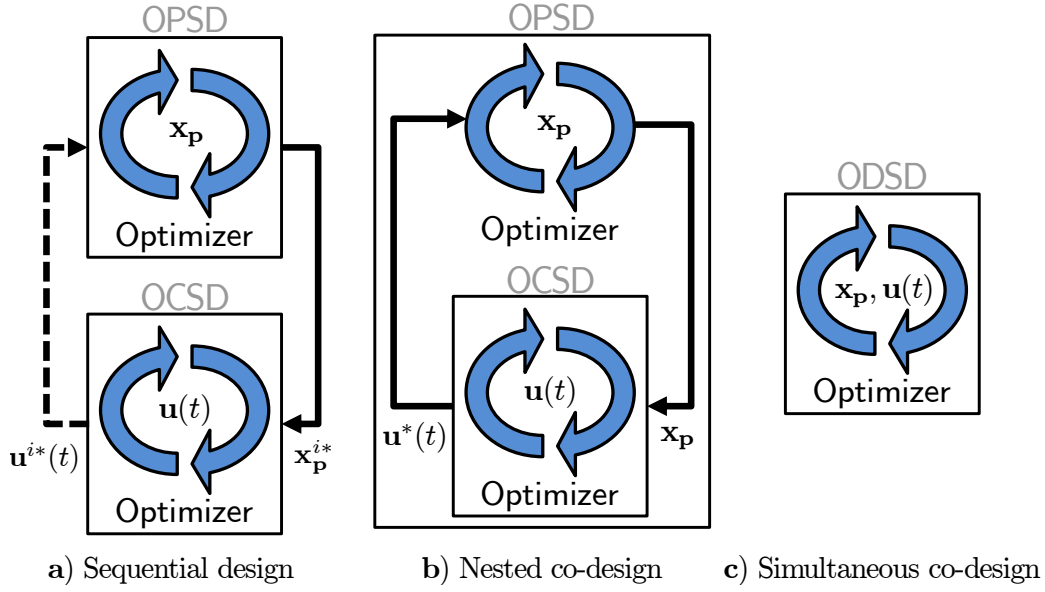 OPSD
x_p
Optimizer
OCSD
u(t)
Optimizer
u^{i*}(t)
x_p^{i*}
a) Sequential design
OPSD
x_p
Optimizer
OCSD
u(t)
Optimizer
u^*(t)
x_p
b) Nested co-design
ODSD
x_p, u(t)
Optimizer
c) Simultaneous co-design